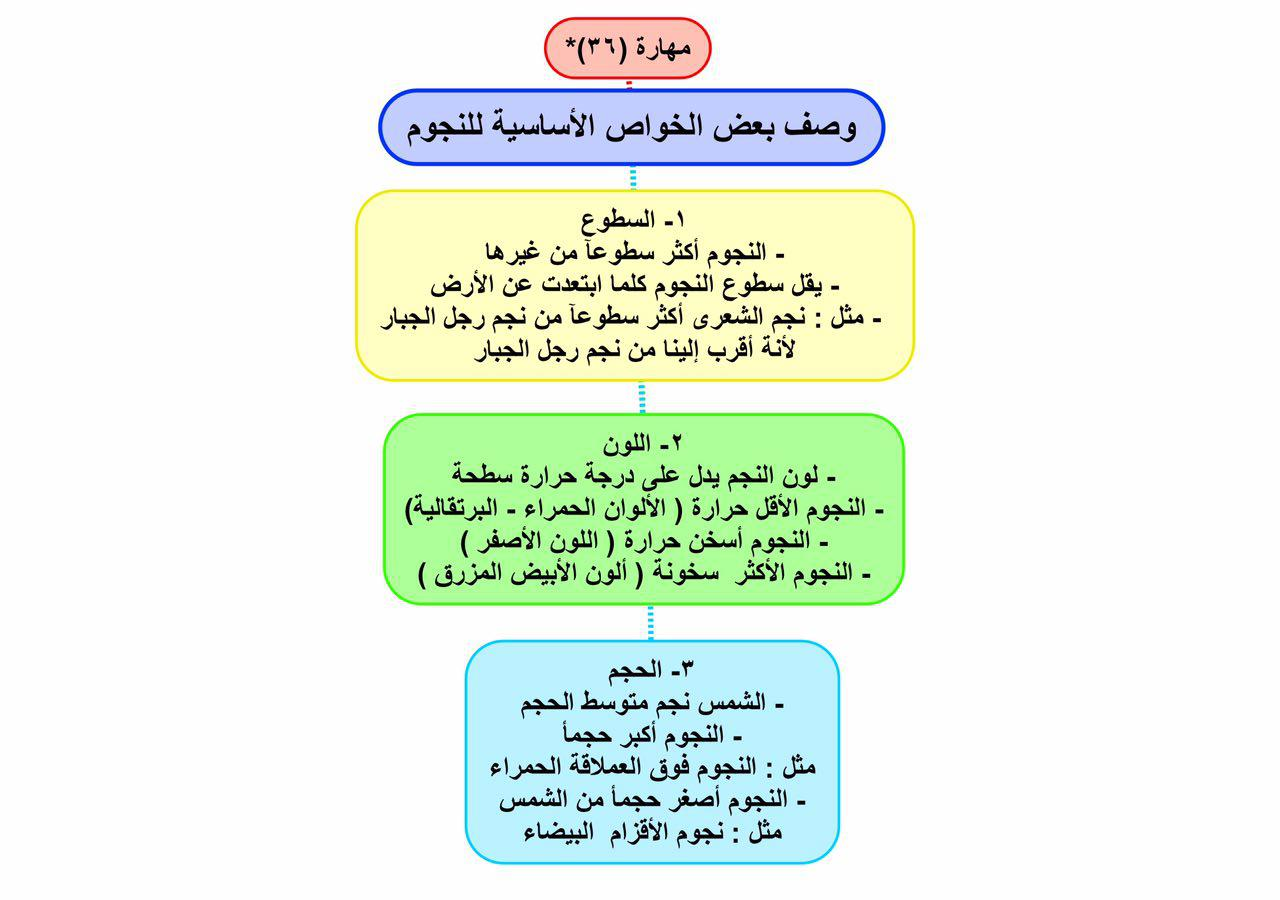 مهارة (٣٦)*
وصف بعض الخواص الأساسية للنجوم
١- السطوع
- النجوم أكثر سطوعآ من غيرها
- يقل سطوع النجوم كلما ابتعدت عن الأرض
- مثل : نجم الشعرى أكثر سطوعآ من نجم رجل الجبار
لأنة أقرب إلينا من نجم رجل الجبار
٢- اللون
- لون النجم يدل على درجة حرارة سطحة
- النجوم الأقل حرارة ( الألوان الحمراء - البرتقالية)
- النجوم أسخن حرارة ( اللون الأصفر )
- النجوم الأكثر سخونة ( ألون الأبيض المزرق )
٣- الحجم
- الشمس نجم متوسط الحجم
- النجوم أكبر حجمأ
مثل : النجوم فوق العملاقة الحمراء
- النجوم أصغر حجمأ من الشمس
مثل : نجوم الأقزام البيضاء